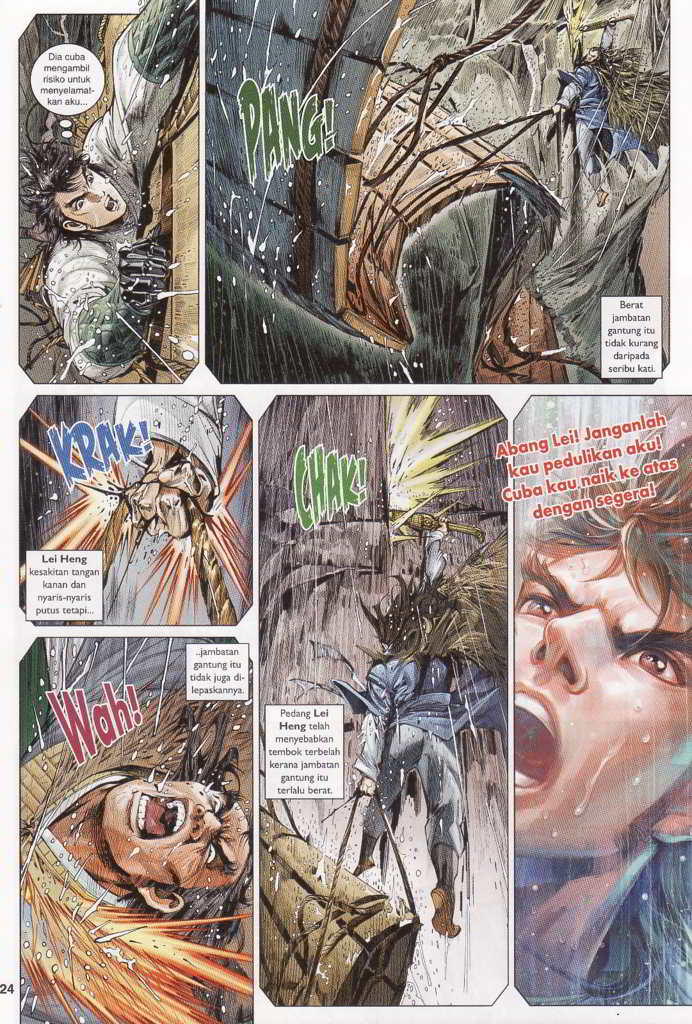 Dia cuba
mengambil
risiko untuk
menyelamat-
kan aku...
PANG!
Berat
jambatan
gantung itu
tidak kurang
daripada
seribu kati.
KRAK!
Lei Heng
kesakitan tangan
kanan dan
nyaris-nyaris
putus tetapi...
..jambatan
gantung itu
tidak juga di-
lepaskannya.
Wah!
CHAK!
Pedang Lei
Heng telah
menyebabkan
tembok terbelah
kerana jambatan
gantung itu
terlalu berat.
Abang Lei! Janganlah
kau pedulikan aku!
Cuba kau naik ke atas
dengan segera!
24